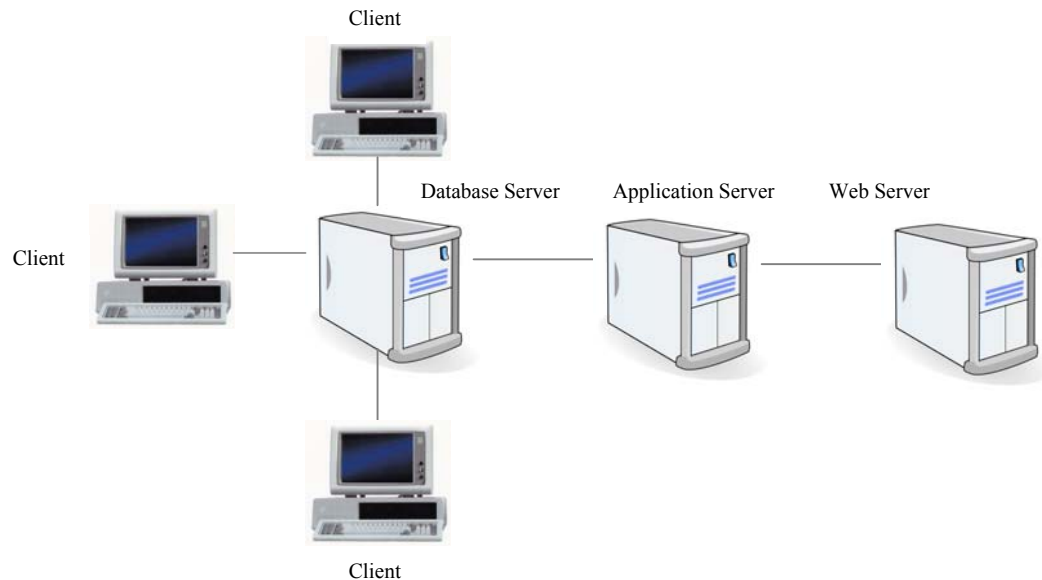 Client
Database Server
Application Server
Web Server
Client
Client